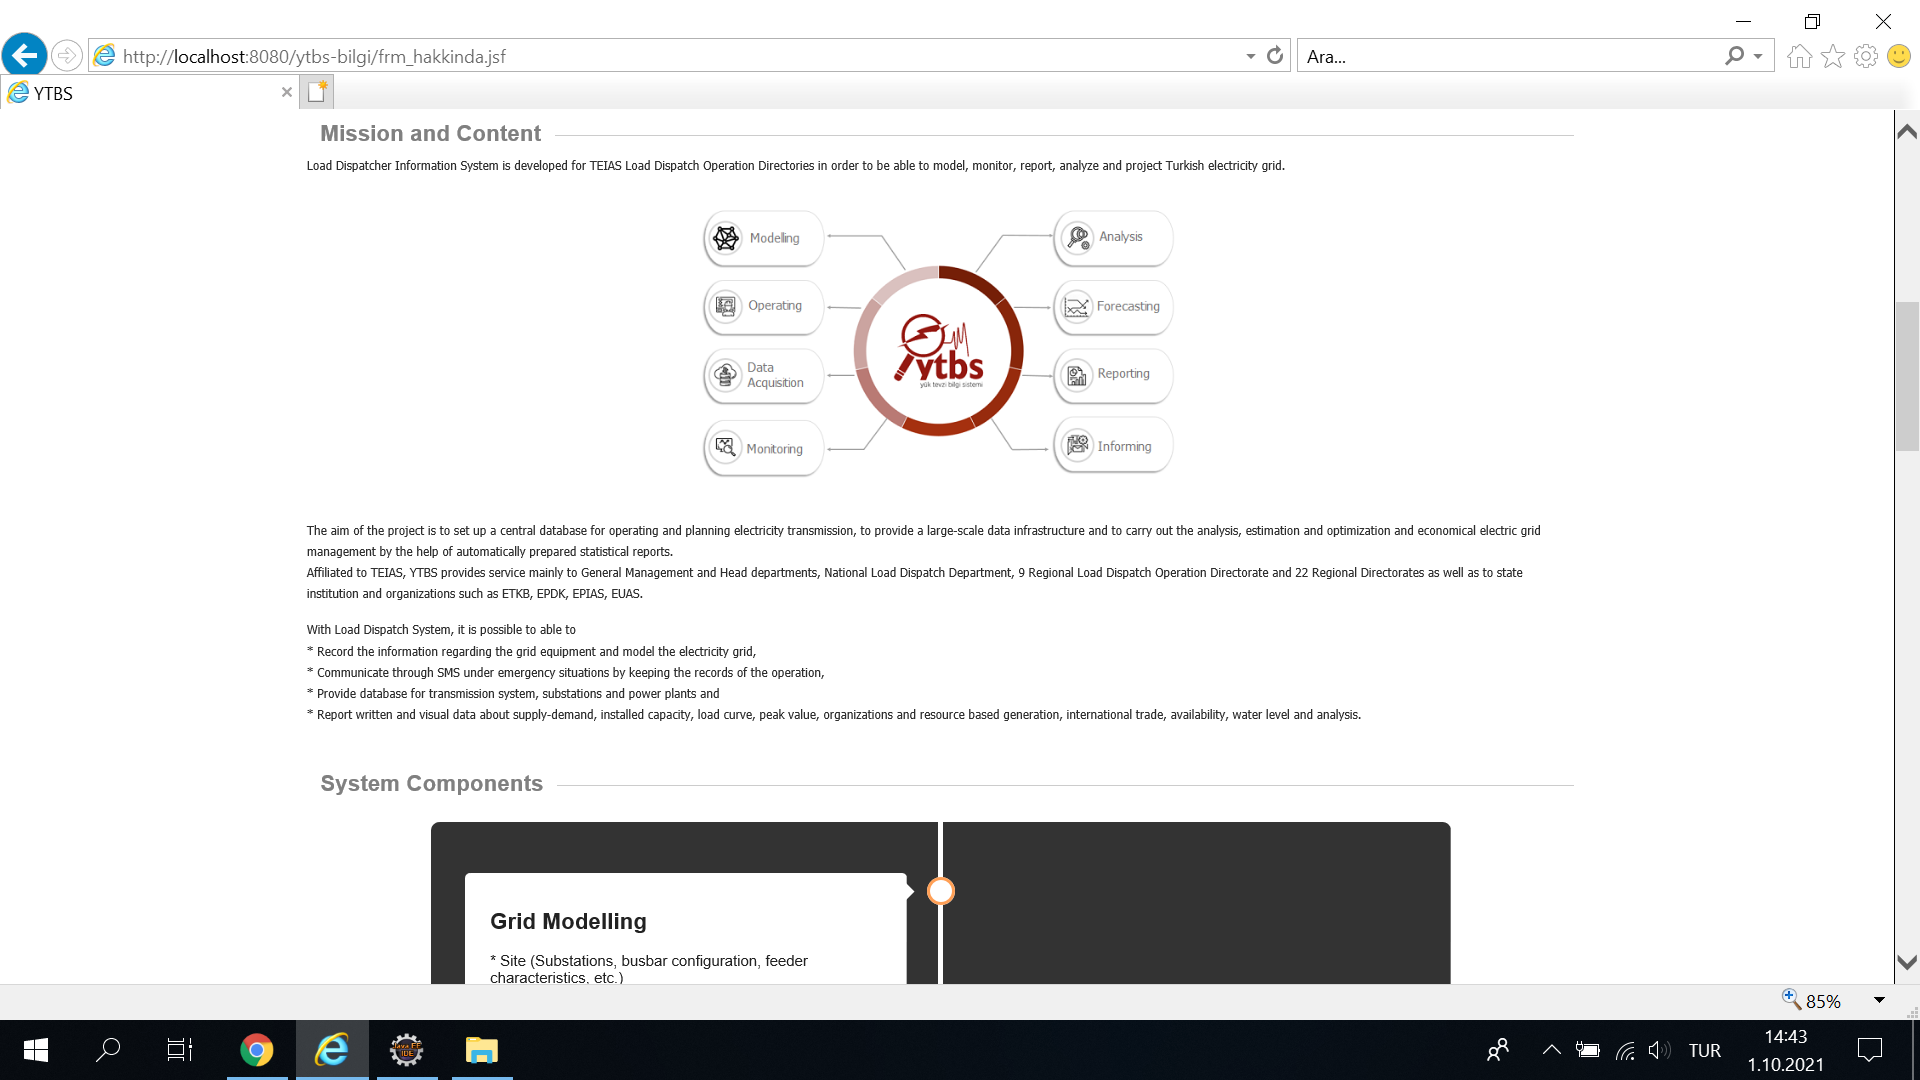 http://localhost:8080/ytbs-bilgi/frm_hakkinda.jsf
Ara...
YTBS
Mission and Content
Load Dispatcher Information System is developed for TEIAS Load Dispatch Operation Directories in order to be able to model, monitor, report, analyze and project Turkish electricity grid.
Modelling
Analysis
Operating
Forecasting
Data
Acquisition
Reporting
Monitoring
Informing
ytbs
yük tevzi bilgi sistemi
The aim of the project is to set up a central database for operating and planning electricity transmission, to provide a large-scale data infrastructure and to carry out the analysis, estimation and optimization and economical electric grid
management by the help of automatically prepared statistical reports.
Affiliated to TEIAS, YTBS provides service mainly to General Management and Head departments, National Load Dispatch Department, 9 Regional Load Dispatch Operation Directorate and 22 Regional Directorates as well as to state
institution and organizations such as ETKB, EPDK, EPIAS, EUAS.
With Load Dispatch System, it is possible to able to
* Record the information regarding the grid equipment and model the electricity grid,
* Communicate through SMS under emergency situations by keeping the records of the operation,
* Provide database for transmission system, substations and power plants and
* Report written and visual data about supply-demand, installed capacity, load curve, peak value, organizations and resource based generation, international trade, availability, water level and analysis.
System Components
Grid Modelling
* Site (Substations, busbar configuration, feeder
characteristics, etc.)
85%
Java EE
IDE
TUR
14:43
1.10.2021